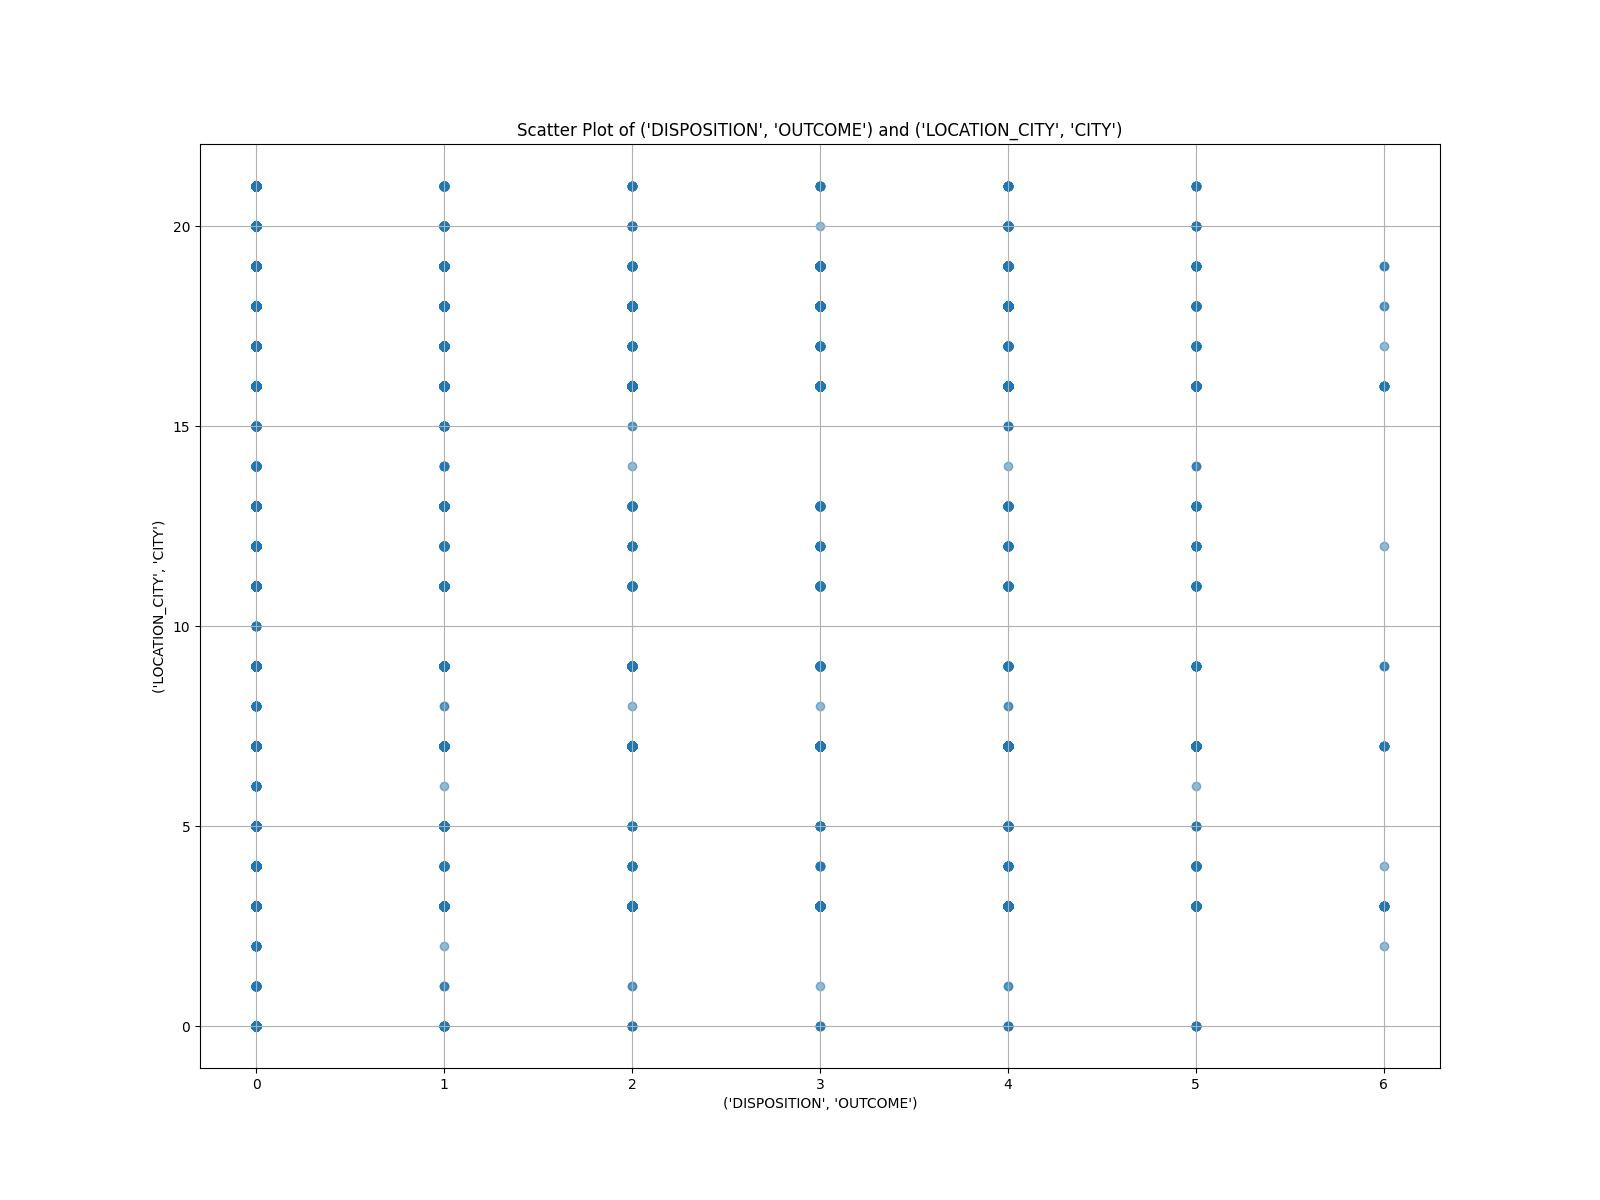 Scatter Plot of ('DISPOSITION', 'OUTCOME') and ('LOCATION_CITY', 'CITY')
20
15
10
5
0
('LOCATION_CITY', 'CITY')
0 1 2 3 4 5 6
('DISPOSITION', 'OUTCOME')